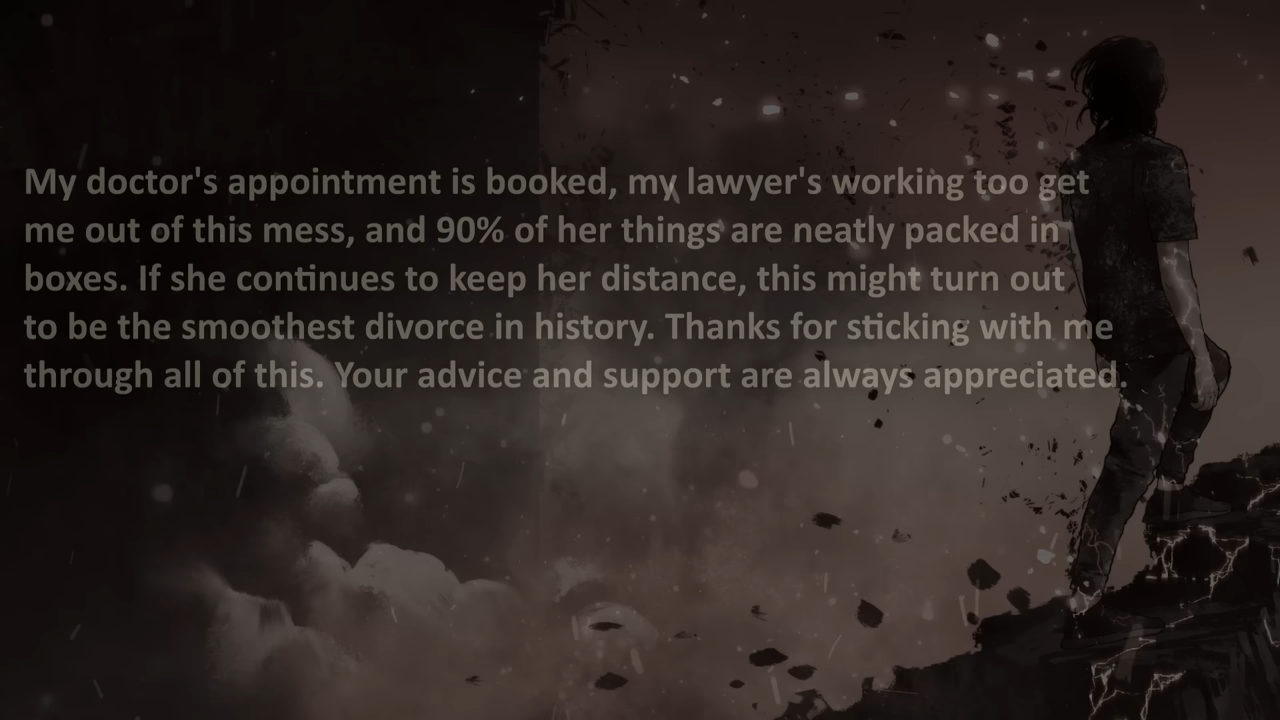 My doctor's appointment is booked, my lawyer's working too get
me out of this mess, and 90% of her things are neatly packed in
boxes. If she continues to keep her distance, this might turn out
to be the smoothest divorce in history. Thanks for sticking with me
through all of this. Your advice and support are always appreciated.